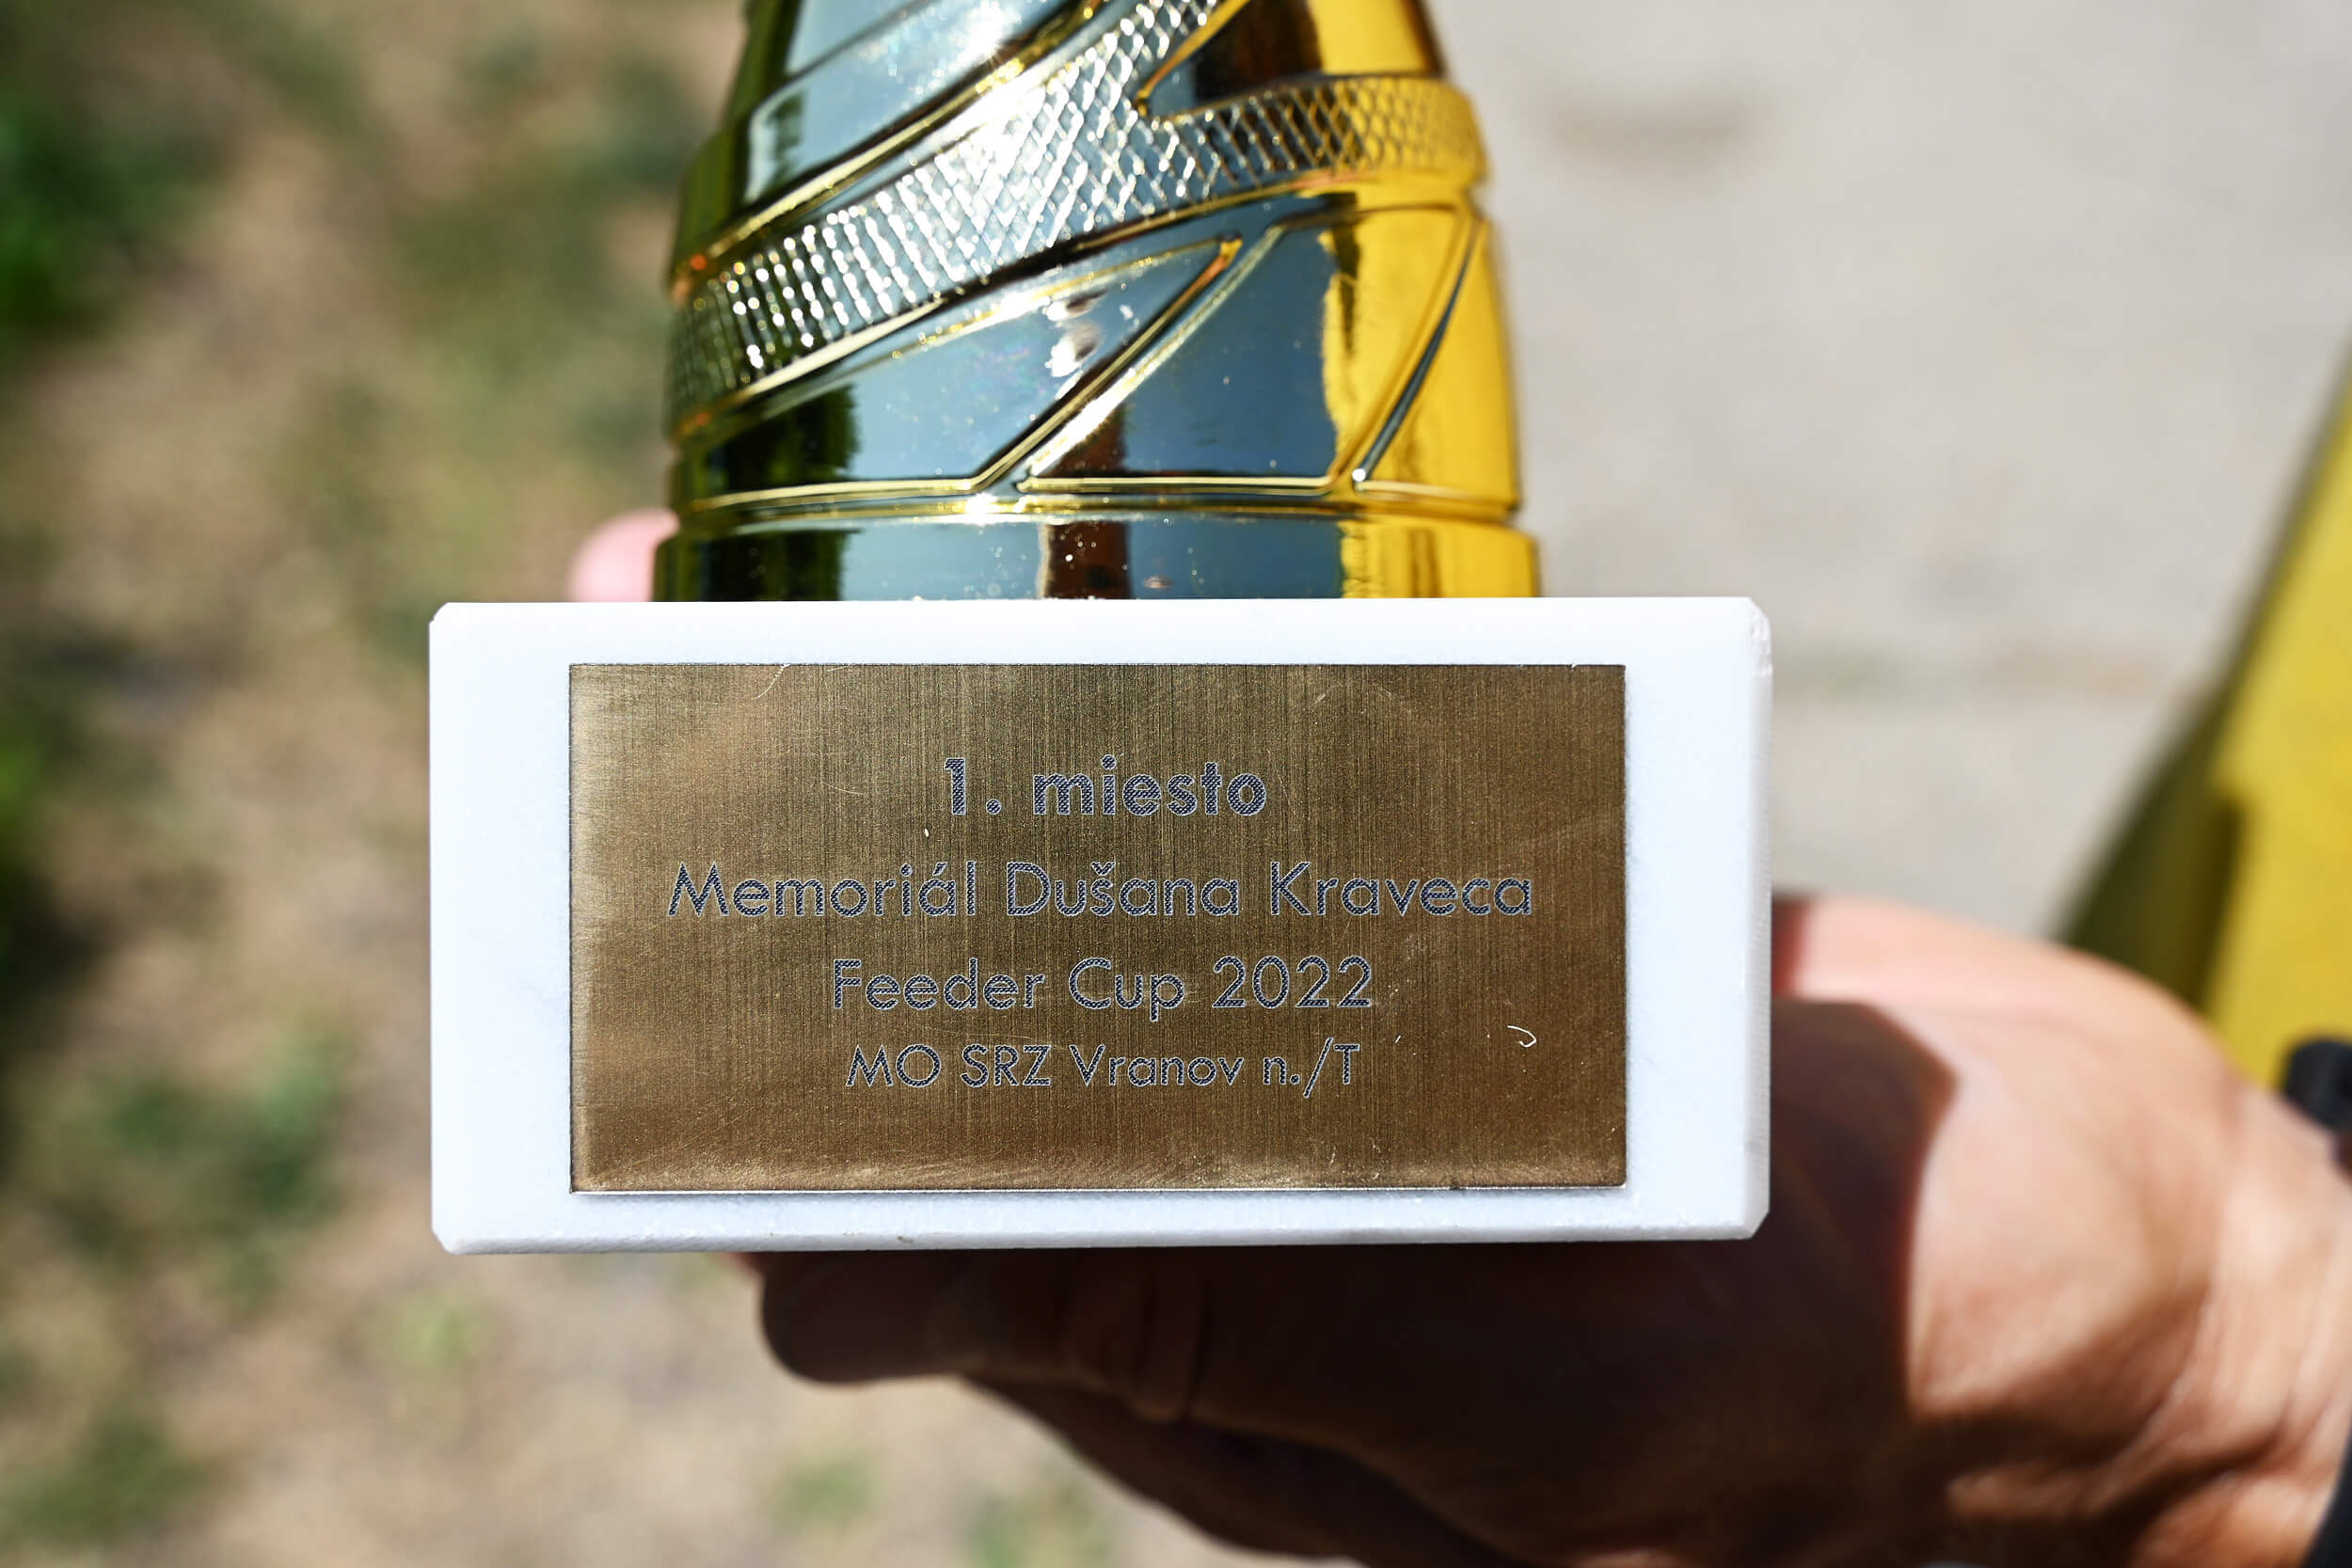 1. miesto
Memoriál Dušana Kraveca
Feeder Cup 2022
MO SRZ Vranov n./T